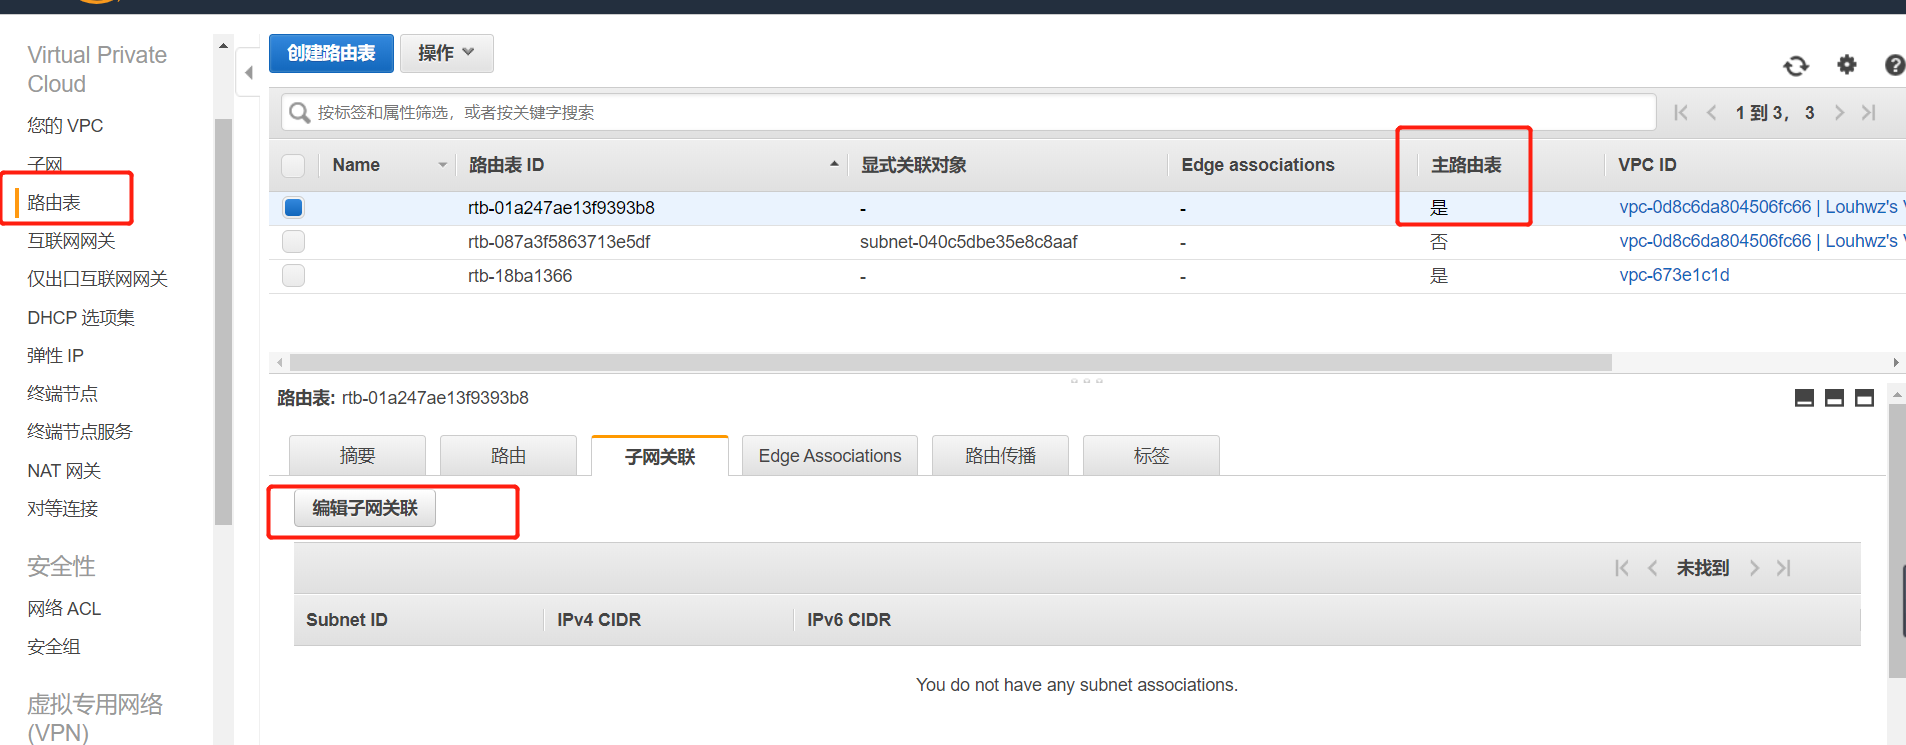 Virtual Private
Cloud
您的 VPC
子网
路由表
互联网网关
仅出口互联网网关
DHCP 选项集
弹性 IP
终端节点
终端节点服务
NAT 网关
对等连接
安全性
网络 ACL
安全组
虚拟专用网络
(VPN)
创建路由表 操作
按标签和属性筛选，或者按关键字搜索 1 到 3， 3
Name 路由表 ID 显式关联对象 Edge associations 主路由表 VPC ID
rtb-01a247ae13f9393b8 - - 是 vpc-0d8c6da804506fc66 | Louhwz's V
rtb-087a3f5863713e5df subnet-040c5dbe35e8c8aaf - 否 vpc-0d8c6da804506fc66 | Louhwz's V
rtb-18ba1366 - - 是 vpc-673e1c1d
路由表: rtb-01a247ae13f9393b8
摘要 路由 子网关联 Edge Associations 路由传播 标签
编辑子网关联
未找到
Subnet ID IPv4 CIDR IPv6 CIDR
You do not have any subnet associations.